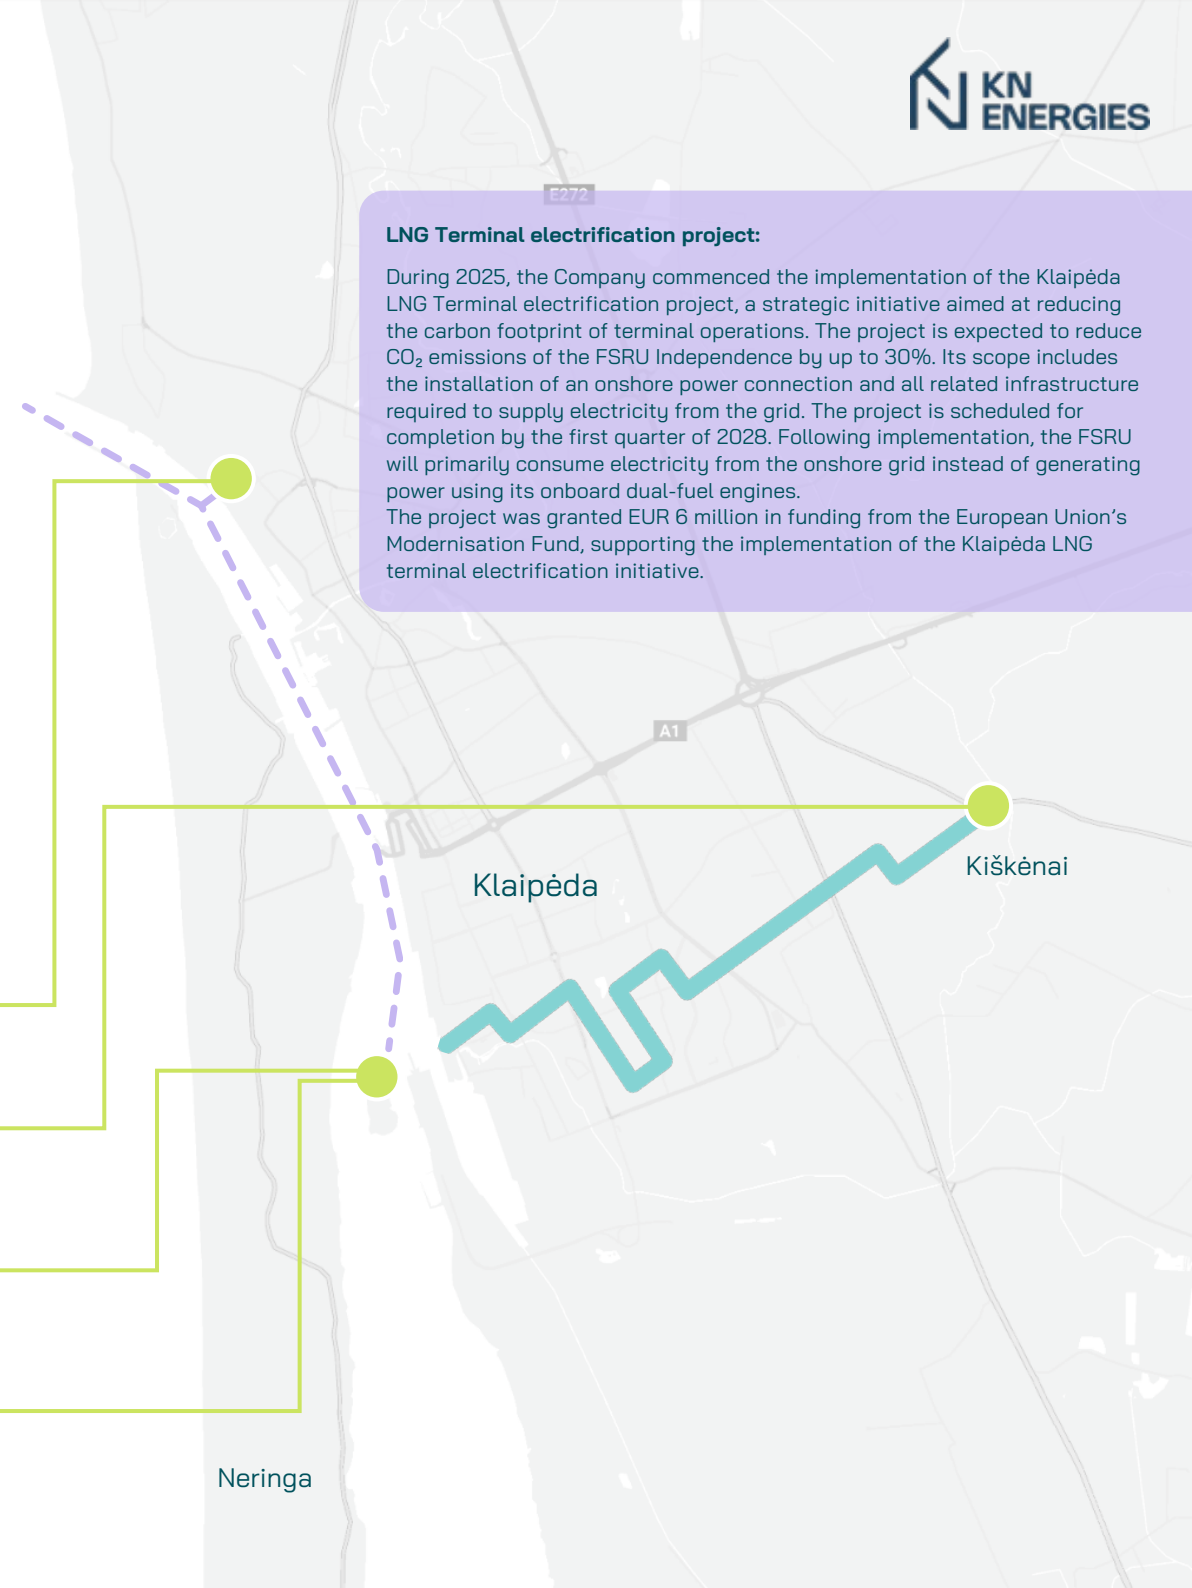 KN
ENERGIES
E272
LNG Terminal electrification project:
During 2025, the Company commenced the implementation of the Klaipėda
LNG Terminal electrification project, a strategic initiative aimed at reducing
the carbon footprint of terminal operations. The project is expected to reduce
CO₂ emissions of the FSRU Independence by up to 30%. Its scope includes
the installation of an onshore power connection and all related infrastructure
required to supply electricity from the grid. The project is scheduled for
completion by the first quarter of 2028. Following implementation, the FSRU
will primarily consume electricity from the onshore grid instead of generating
power using its onboard dual-fuel engines.
The project was granted EUR 6 million in funding from the European Union’s
Modernisation Fund, supporting the implementation of the Klaipėda LNG
terminal electrification initiative.
A1
Klaipėda
Kiškėnai
Neringa